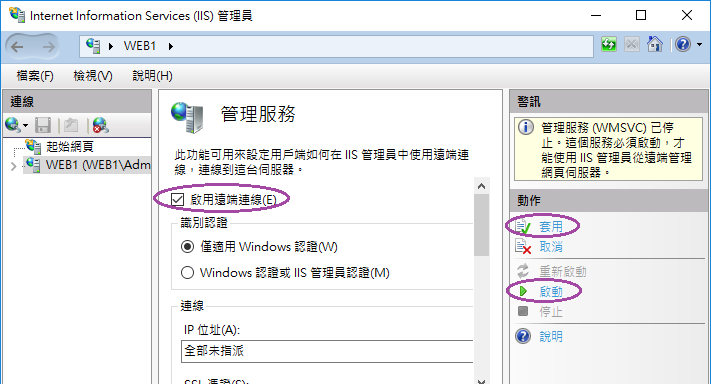 Internet Information Services (IIS) 管理員
WEB1
檔案(F) 檢視(V) 說明(H)
連線
起始網頁
WEB1 (WEB1\Adm
管理服務
此功能可用來設定用戶端如何在 IIS 管理員中使用遠端連
線，連線到這台伺服器。
啟用遠端連線(E)
識別認證
僅適用 Windows 認證(W)
Windows 認證或 IIS 管理員認證(M)
連線
IP 位址(A):
全部未指派
SSL 憑證(S):
警訊
管理服務 (WMSVC) 已停
止。這個服務必須啟動，才
能使用 IIS 管理員從遠端管理
網頁伺服器。
動作
套用
取消
重新啟動
啟動
停止
說明